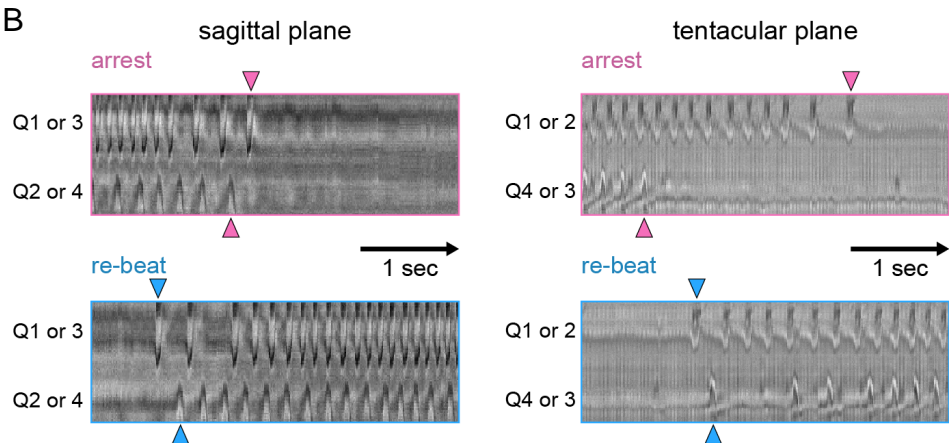 B
sagittal plane
tentacular plane
arrest
arrest
Q1 or 3
Q1 or 2
Q2 or 4
Q4 or 3
1 sec
1 sec
re-beat
re-beat
Q1 or 3
Q1 or 2
Q2 or 4
Q4 or 3